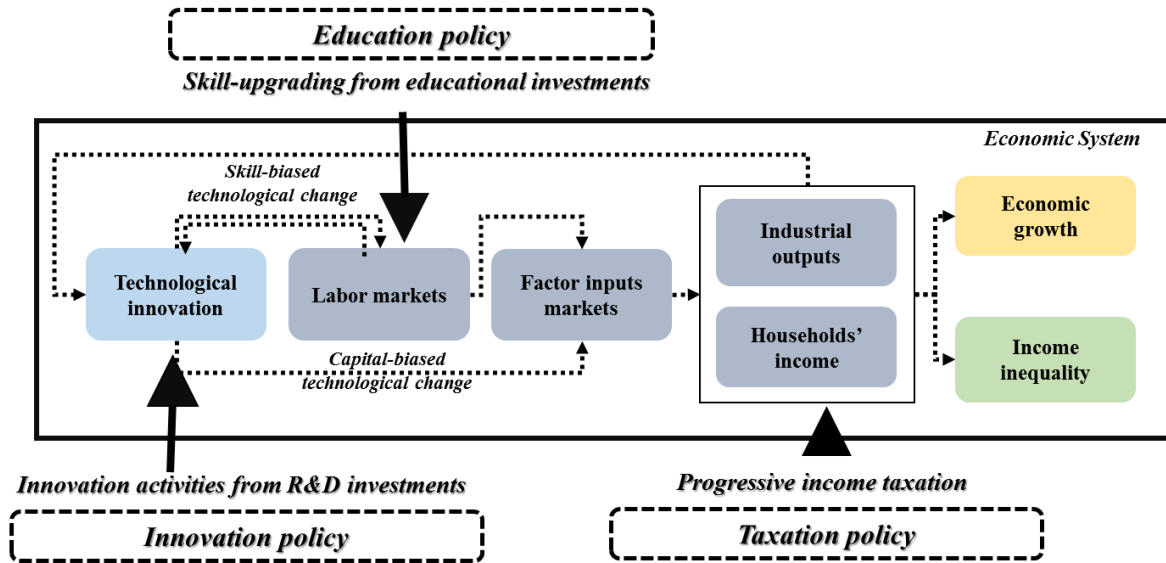 Education policy
Skill-upgrading from educational investments
Economic System
Skill-biased
technological change
Technological
innovation
Labor markets
Factor inputs
markets
Industrial
outputs
Households’
income
Economic
growth
Income
inequality
Capital-biased
technological change
Innovation activities from R&D investments
Innovation policy
Progressive income taxation
Taxation policy